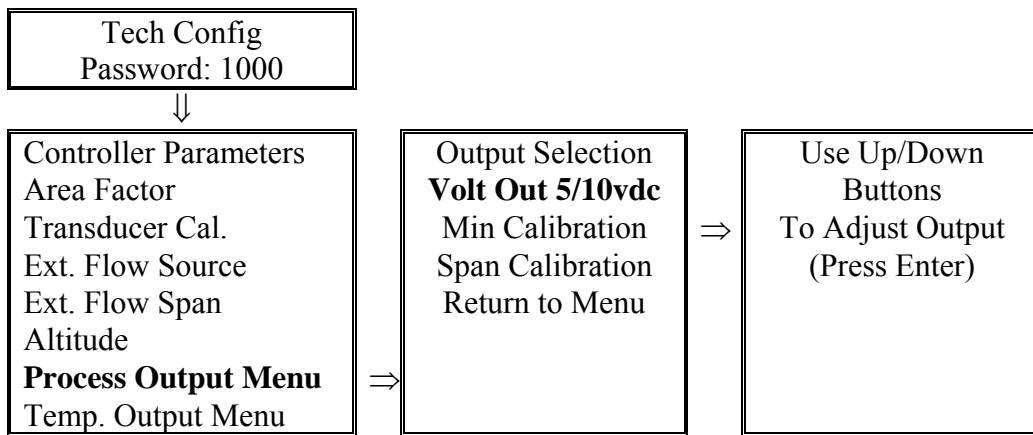 Tech Config
Password: 1000
⇓
Controller Parameters
Area Factor
Transducer Cal.
Ext. Flow Source
Ext. Flow Span
Altitude
Process Output Menu
Temp. Output Menu
⇒
Output Selection
Volt Out 5/10vdc
Min Calibration
Span Calibration
Return to Menu
⇒
Use Up/Down
Buttons
To Adjust Output
(Press Enter)